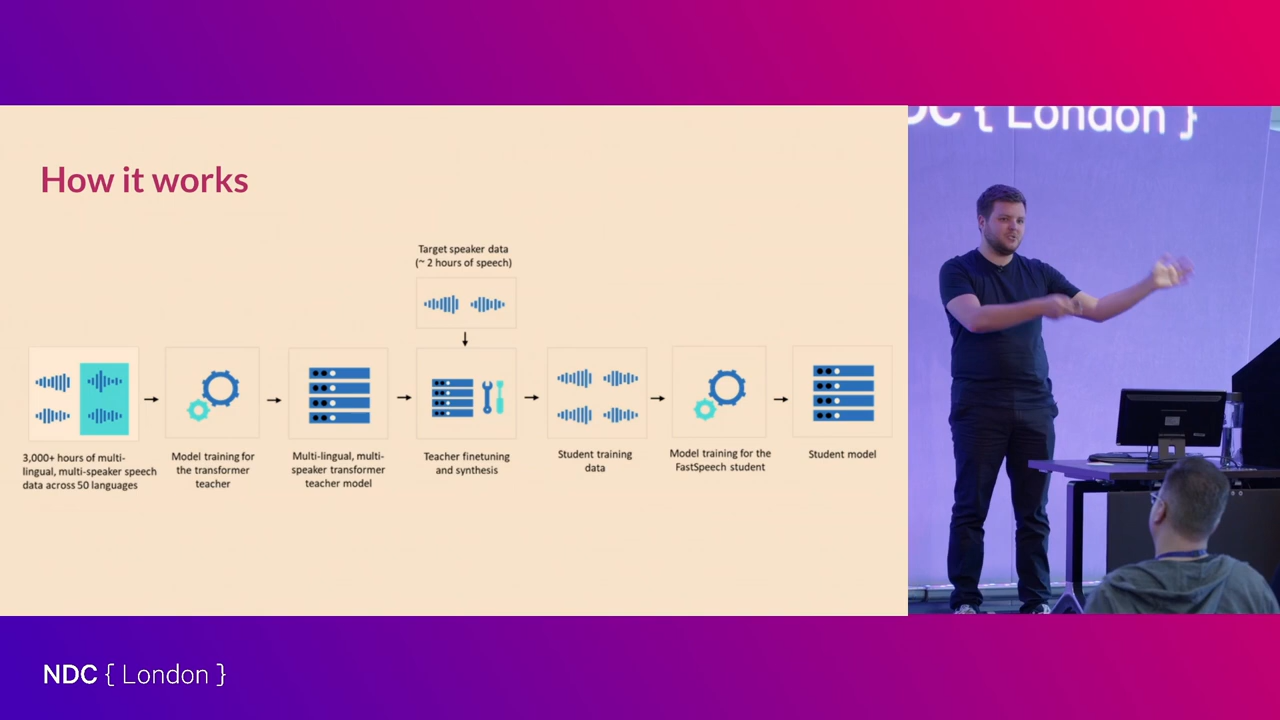 DC { London }
How it works
Target speaker data
(~ 2 hours of speech)
3,000+ hours of multi-
lingual, multi-speaker speech
data across 50 languages
Model training for
the transformer
teacher
Multi-lingual, multi-
speaker transformer
teacher model
Teacher finetuning
and synthesis
Student training
data
Model training for the
FastSpeech student
Student model
NDC { London }